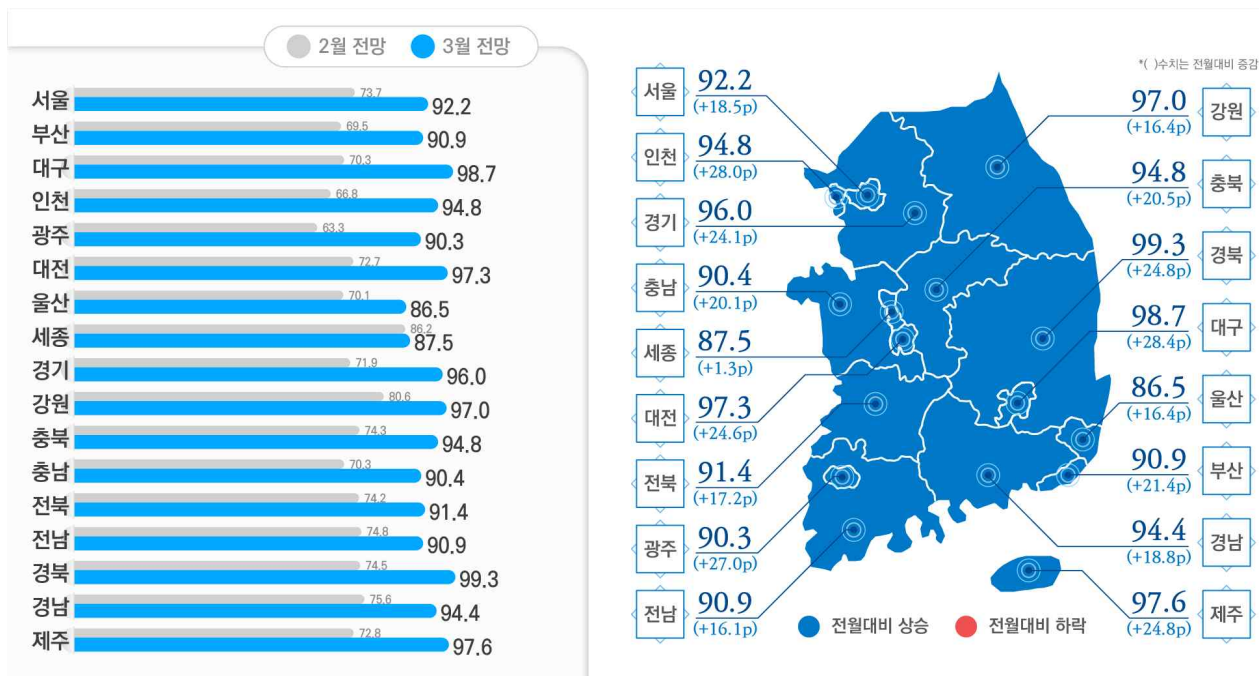 2월 전망 3월 전망
서울 73.7 92.2
부산 69.5 90.9
대구 70.3 98.7
인천 66.8 94.8
광주 63.3 90.3
대전 72.7 97.3
울산 70.1 86.5
세종 86.2 87.5
경기 71.9 96.0
강원 80.6 97.0
충북 74.3 94.8
충남 70.3 90.4
전북 74.2 91.4
전남 74.8 90.9
경북 74.5 99.3
경남 75.6 94.4
제주 72.8 97.6
*( )수치는 전월대비 증감
서울 92.2
(+18.5p)
인천 94.8
(+28.0p)
경기 96.0
(+24.1p)
충남 90.4
(+20.1p)
세종 87.5
(+1.3p)
대전 97.3
(+24.6p)
전북 91.4
(+17.2p)
광주 90.3
(+27.0p)
전남 90.9
(+16.1p)
97.0 강원
(+16.4p)
94.8 충북
(+20.5p)
99.3 경북
(+24.8p)
98.7 대구
(+28.4p)
86.5 울산
(+16.4p)
90.9 부산
(+21.4p)
94.4 경남
(+18.8p)
97.6 제주
(+24.8p)
전월대비 상승 전월대비 하락